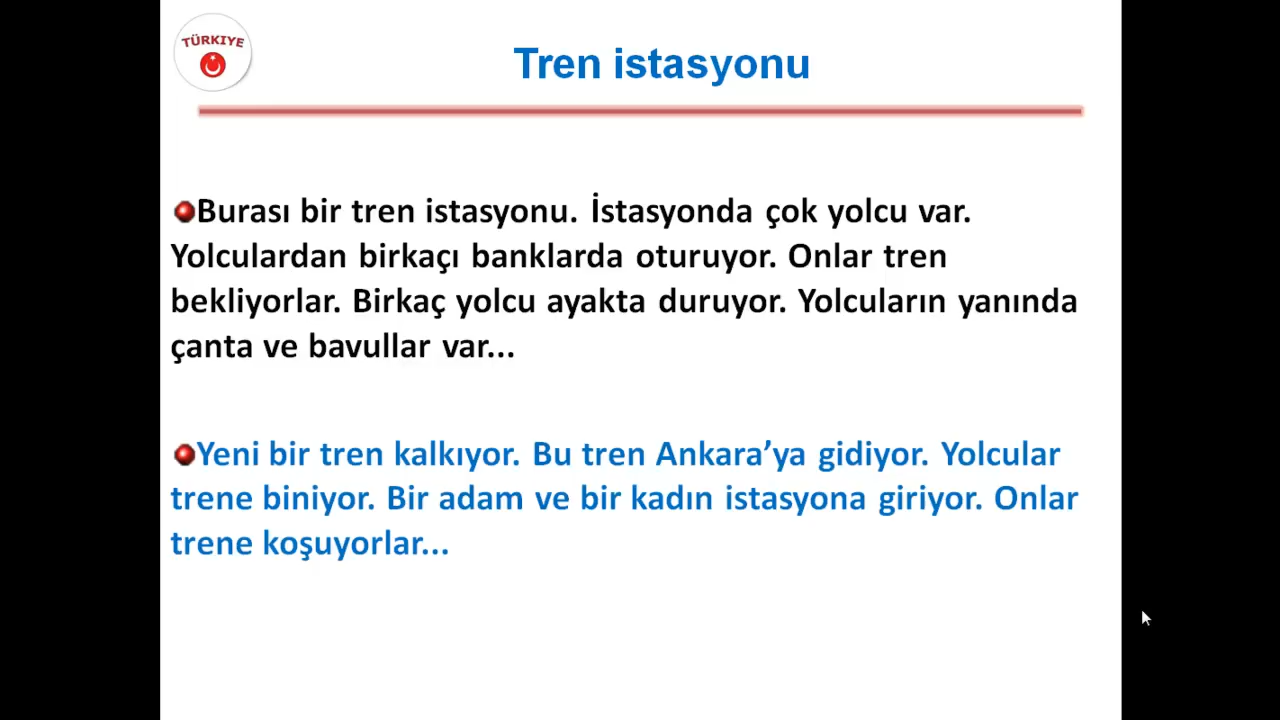 TÜRKIYE
Tren istasyonu
Burası bir tren istasyonu. İstasyonda çok yolcu var.
Yolculardan birkaçı banklarda oturuyor. Onlar tren
bekliyorlar. Birkaç yolcu ayakta duruyor. Yolcuların yanında
çanta ve bavullar var...
Yeni bir tren kalkıyor. Bu tren Ankara’ya gidiyor. Yolcular
trene biniyor. Bir adam ve bir kadın istasyona giriyor. Onlar
trene koşuyorlar...